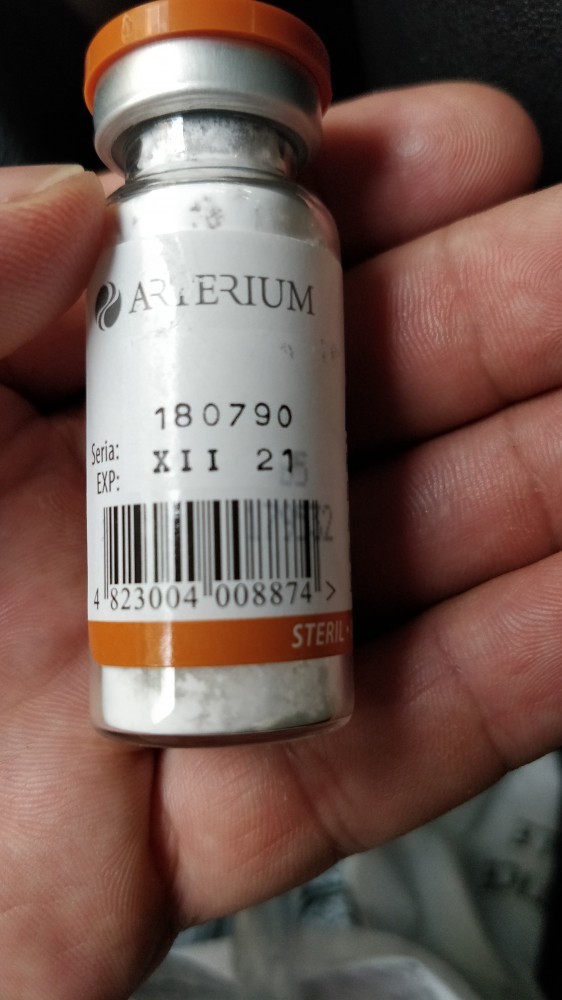 ARTERIUM
180790
Seria:
XII 21
EXP:
4 823004 008874 >
STERIL